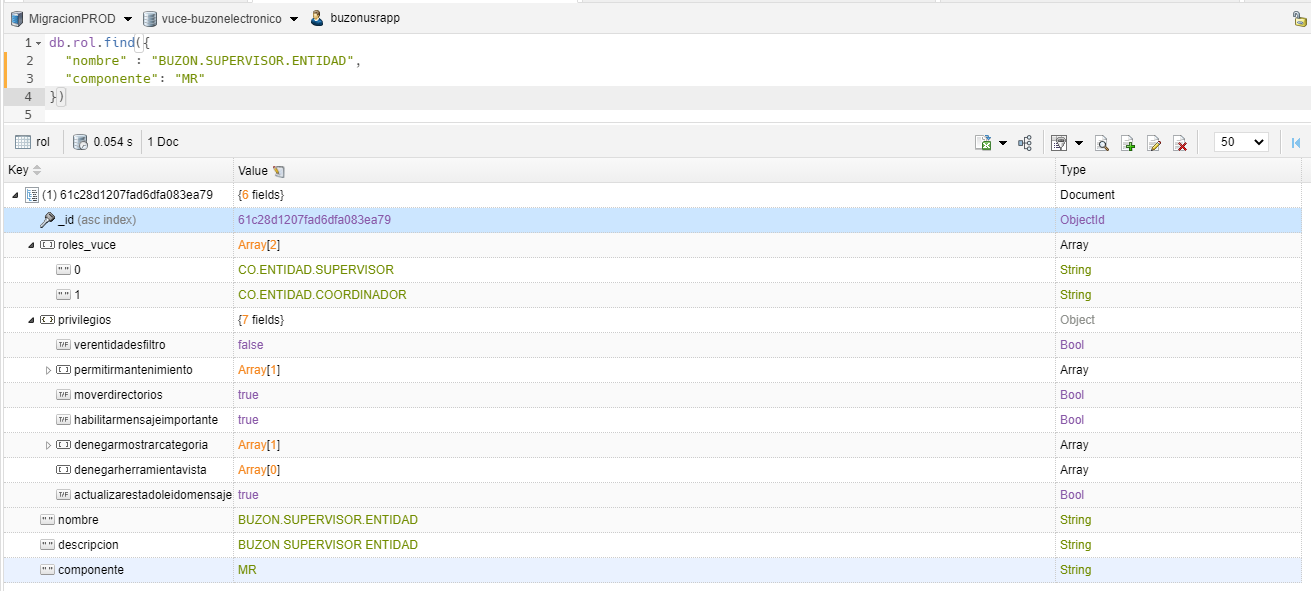 MigracionPROD vuce-buzonelectronico buzonusrapp
1 db.rol.find({
2 "nombre" : "BUZON.SUPERVISOR.ENTIDAD",
3 "componente": "MR"
4 })
5
rol 0.054 s 1 Doc 50
Key Value Type
(1) 61c28d1207fad6dfa083ea79 {6 fields} Document
_id (asc index) 61c28d1207fad6dfa083ea79 ObjectId
roles_vuce Array[2] Array
"" 0 CO.ENTIDAD.SUPERVISOR String
"" 1 CO.ENTIDAD.COORDINADOR String
privilegios {7 fields} Object
T/F verentidadesfiltro false Bool
permitirmantenimiento Array[1] Array
T/F moverdirectorios true Bool
T/F habilitarmensajeimportante true Bool
denegarmostrarcategoria Array[1] Array
denegarherramientavista Array[0] Array
T/F actualizarestadoleidomensaje true Bool
"" nombre BUZON.SUPERVISOR.ENTIDAD String
"" descripcion BUZON SUPERVISOR ENTIDAD String
"" componente MR String